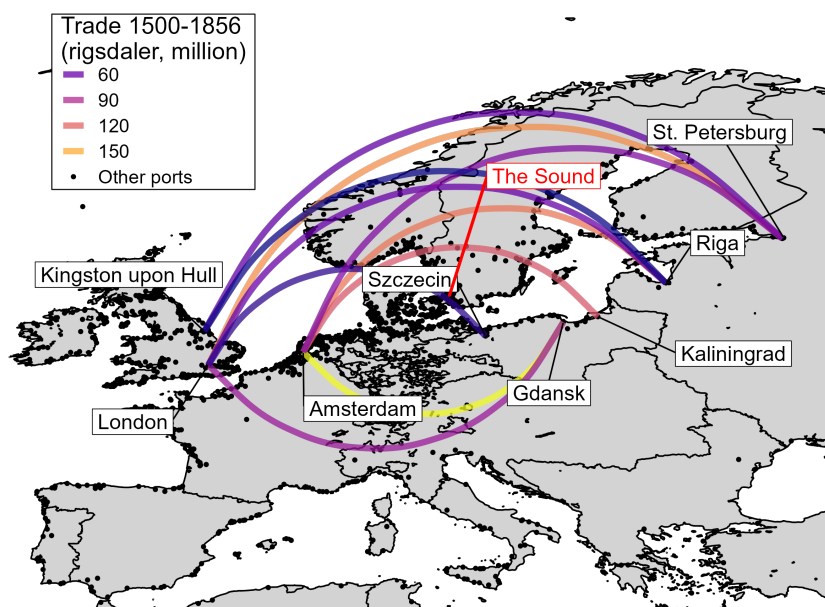 Trade 1500-1856
(rigsdaler, million)
60
90
120
150
Other ports
St. Petersburg
The Sound
Riga
Kingston upon Hull
Szczecin
Kaliningrad
Gdansk
Amsterdam
London